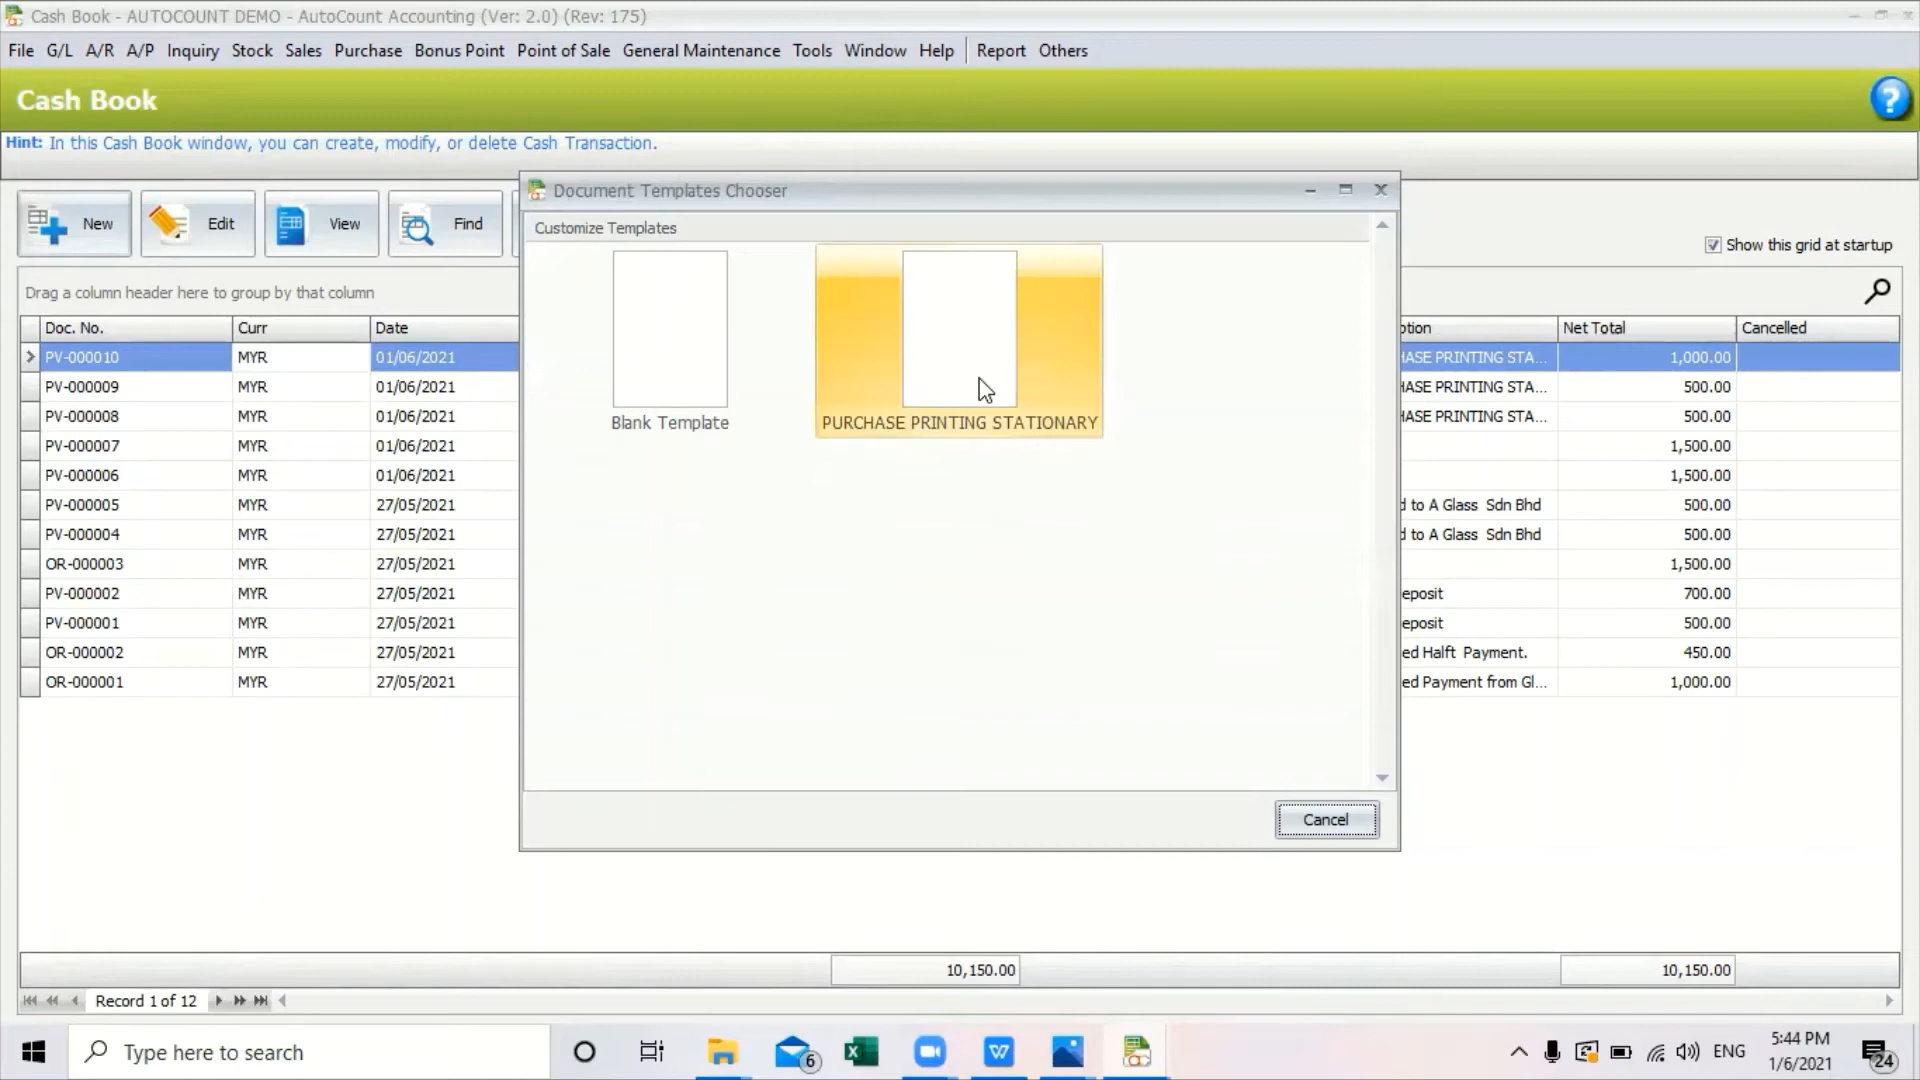 Cash Book - AUTOCOUNT DEMO - AutoCount Accounting (Ver: 2.0) (Rev: 175)
File G/L A/R A/P Inquiry Stock Sales Purchase Bonus Point Point of Sale General Maintenance Tools Window Help Report Others
Cash Book
Hint: In this Cash Book window, you can create, modify, or delete Cash Transaction.
New Edit View Find
Show this grid at startup
Drag a column header here to group by that column
Document Templates Chooser
Customize Templates
Blank Template PURCHASE PRINTING STATIONARY
Cancel
Doc. No. Curr Date ption Net Total Cancelled
PV-000010 MYR 01/06/2021 HASE PRINTING STA... 1,000.00
PV-000009 MYR 01/06/2021 HASE PRINTING STA... 500.00
PV-000008 MYR 01/06/2021 HASE PRINTING STA... 500.00
PV-000007 MYR 01/06/2021 1,500.00
PV-000006 MYR 01/06/2021 1,500.00
PV-000005 MYR 27/05/2021 d to A Glass Sdn Bhd 500.00
PV-000004 MYR 27/05/2021 d to A Glass Sdn Bhd 500.00
OR-000003 MYR 27/05/2021 1,500.00
PV-000002 MYR 27/05/2021 eposit 700.00
PV-000001 MYR 27/05/2021 eposit 500.00
OR-000002 MYR 27/05/2021 ed Halft Payment. 450.00
OR-000001 MYR 27/05/2021 ed Payment from Gl... 1,000.00
10,150.00 10,150.00
Record 1 of 12
Type here to search
6
ENG
5:44 PM
1/6/2021
24